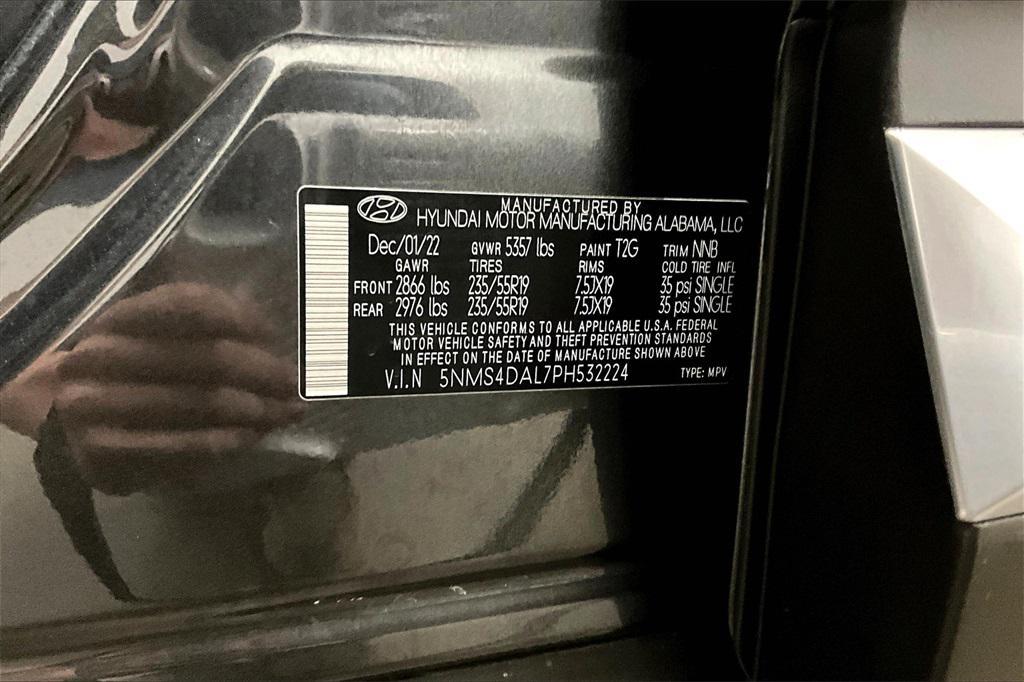 MANUFACTURED BY
HYUNDAI MOTOR MANUFACTURING ALABAMA, LLC
Dec/01/22 GVWR 5357 lbs PAINT T2G TRIM NNB
GAWR TIRES RIMS COLD TIRE INFL
FRONT 2866 lbs 235/55R19 7.5JX19 35 psi SINGLE
REAR 2976 lbs 235/55R19 7.5JX19 35 psi SINGLE
THIS VEHICLE CONFORMS TO ALL APPLICABLE U.S.A. FEDERAL
MOTOR VEHICLE SAFETY AND THEFT PREVENTION STANDARDS
IN EFFECT ON THE DATE OF MANUFACTURE SHOWN ABOVE
V.I.N 5NMS4DAL7PH532224 TYPE: MPV